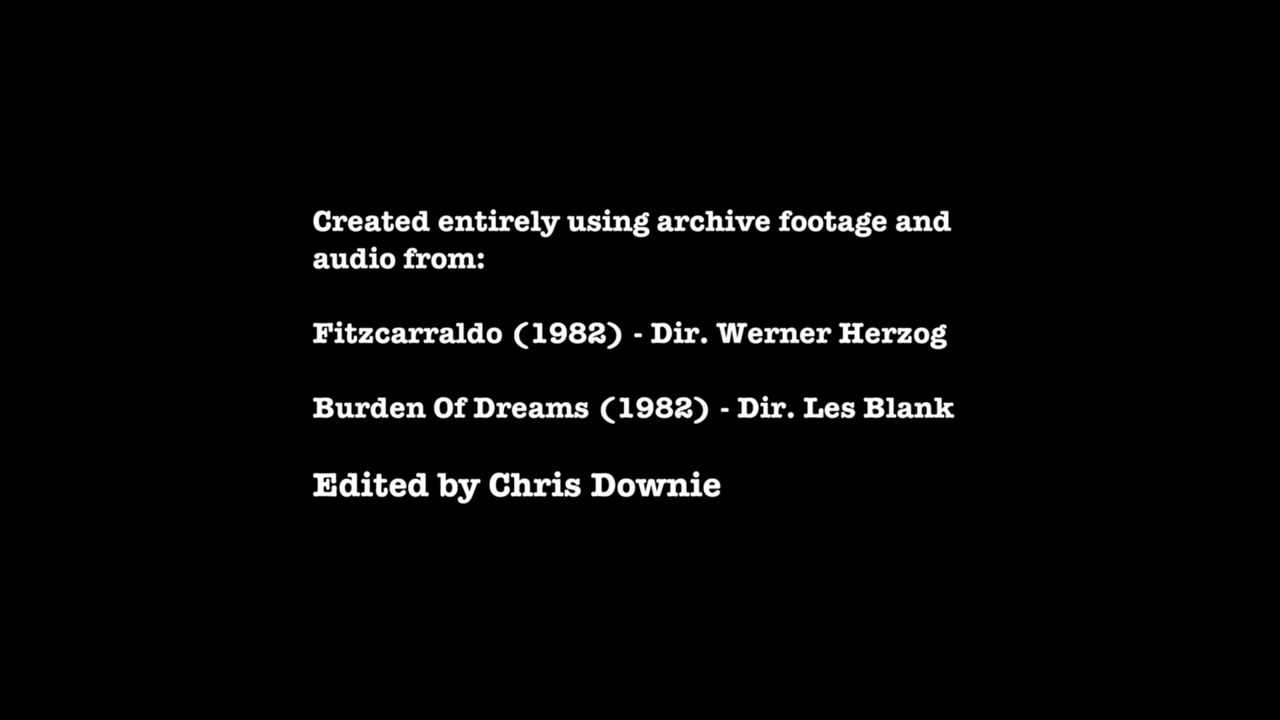 Created entirely using archive footage and
audio from:
Fitzcarraldo (1982) - Dir. Werner Herzog
Burden Of Dreams (1982) - Dir. Les Blank
Edited by Chris Downie